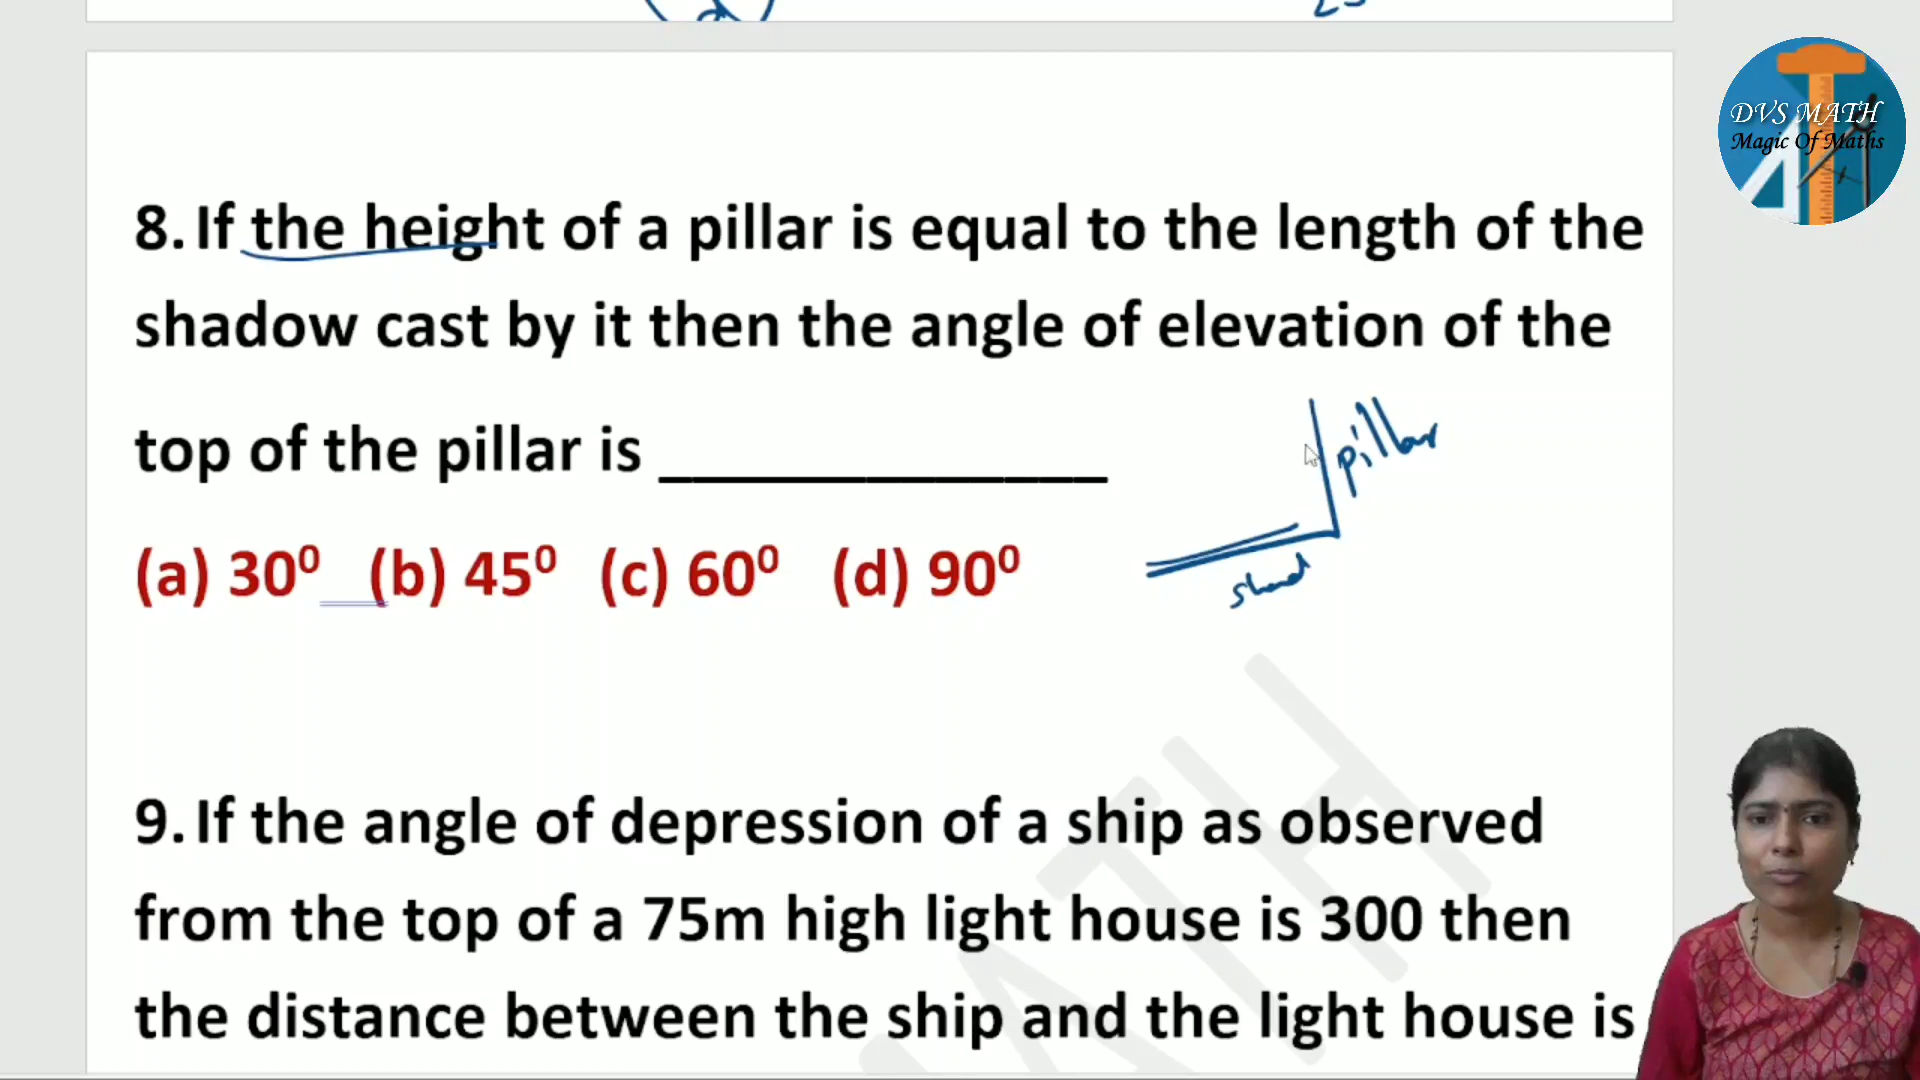 DVS MATH
Magic Of Maths
8. If the height of a pillar is equal to the length of the
shadow cast by it then the angle of elevation of the
top of the pillar is ______________
pillar
(a) 30⁰ (b) 45⁰ (c) 60⁰ (d) 90⁰
9. If the angle of depression of a ship as observed
from the top of a 75m high light house is 300 then
the distance between the ship and the light house is